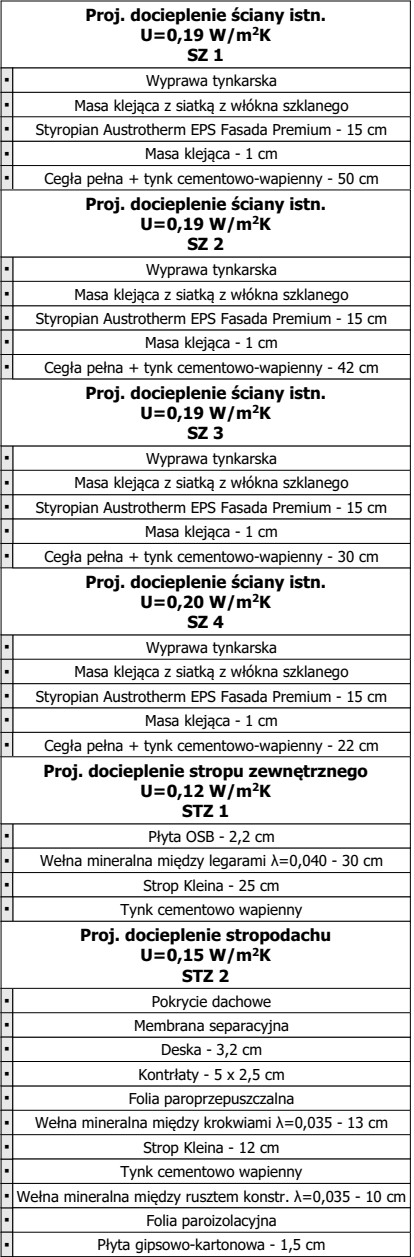 Proj. docieplenie ściany istn.
U=0,19 W/m²K
SZ 1
▪ Wyprawa tynkarska
▪ Masa klejąca z siatką z włókna szklanego
▪ Styropian Austrotherm EPS Fasada Premium - 15 cm
▪ Masa klejąca - 1 cm
▪ Cegła pełna + tynk cementowo-wapienny - 50 cm
Proj. docieplenie ściany istn.
U=0,19 W/m²K
SZ 2
▪ Wyprawa tynkarska
▪ Masa klejąca z siatką z włókna szklanego
▪ Styropian Austrotherm EPS Fasada Premium - 15 cm
▪ Masa klejąca - 1 cm
▪ Cegła pełna + tynk cementowo-wapienny - 42 cm
Proj. docieplenie ściany istn.
U=0,19 W/m²K
SZ 3
▪ Wyprawa tynkarska
▪ Masa klejąca z siatką z włókna szklanego
▪ Styropian Austrotherm EPS Fasada Premium - 15 cm
▪ Masa klejąca - 1 cm
▪ Cegła pełna + tynk cementowo-wapienny - 30 cm
Proj. docieplenie ściany istn.
U=0,20 W/m²K
SZ 4
▪ Wyprawa tynkarska
▪ Masa klejąca z siatką z włókna szklanego
▪ Styropian Austrotherm EPS Fasada Premium - 15 cm
▪ Masa klejąca - 1 cm
▪ Cegła pełna + tynk cementowo-wapienny - 22 cm
Proj. docieplenie stropu zewnętrznego
U=0,12 W/m²K
STZ 1
▪ Płyta OSB - 2,2 cm
▪ Wełna mineralna między legarami λ=0,040 - 30 cm
▪ Strop Kleina - 25 cm
▪ Tynk cementowo wapienny
Proj. docieplenie stropodachu
U=0,15 W/m²K
STZ 2
▪ Pokrycie dachowe
▪ Membrana separacyjna
▪ Deska - 3,2 cm
▪ Kontrłaty - 5 x 2,5 cm
▪ Folia paroprzepuszczalna
▪ Wełna mineralna między krokwiami λ=0,035 - 13 cm
▪ Strop Kleina - 12 cm
▪ Tynk cementowo wapienny
▪ Wełna mineralna między rusztem konstr. λ=0,035 - 10 cm
▪ Folia paroizolacyjna
▪ Płyta gipsowo-kartonowa - 1,5 cm